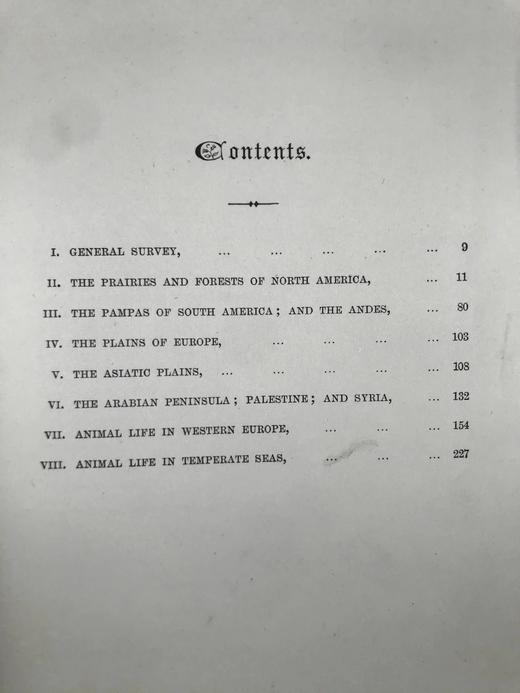 Contents.
I. GENERAL SURVEY, ... ... ... ... ... 9
II. THE PRAIRIES AND FORESTS OF NORTH AMERICA, ... 11
III. THE PAMPAS OF SOUTH AMERICA; AND THE ANDES, ... 80
IV. THE PLAINS OF EUROPE, ... ... ... ... 103
V. THE ASIATIC PLAINS, ... ... ... ... ... 108
VI. THE ARABIAN PENINSULA; PALESTINE; AND SYRIA, ... 132
VII. ANIMAL LIFE IN WESTERN EUROPE, ... ... ... 154
VIII. ANIMAL LIFE IN TEMPERATE SEAS, ... ... ... 227